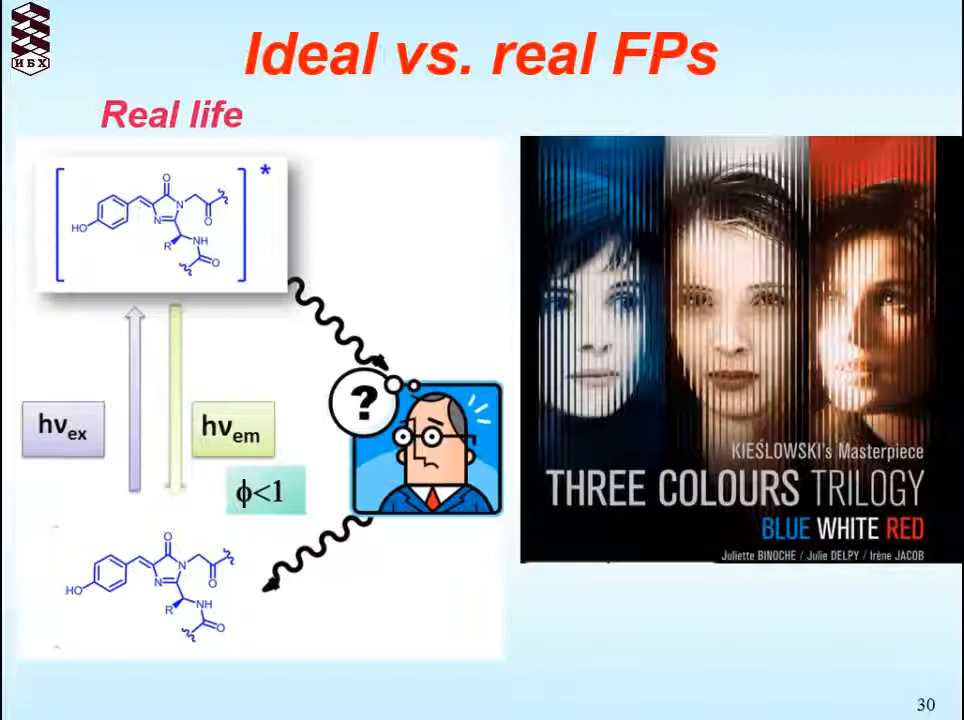 ИБХ
Ideal vs. real FPs
Real life
*
O
N
N
O
HO
R
NH
O
?
hνex
hνem
ϕ<1
O
N
N
O
HO
R
NH
O
KIEŚLOWSKI's Masterpiece
THREE COLOURS TRILOGY
BLUE WHITE RED
Juliette BINOCHE / Julie DELPY / Irène JACOB
30